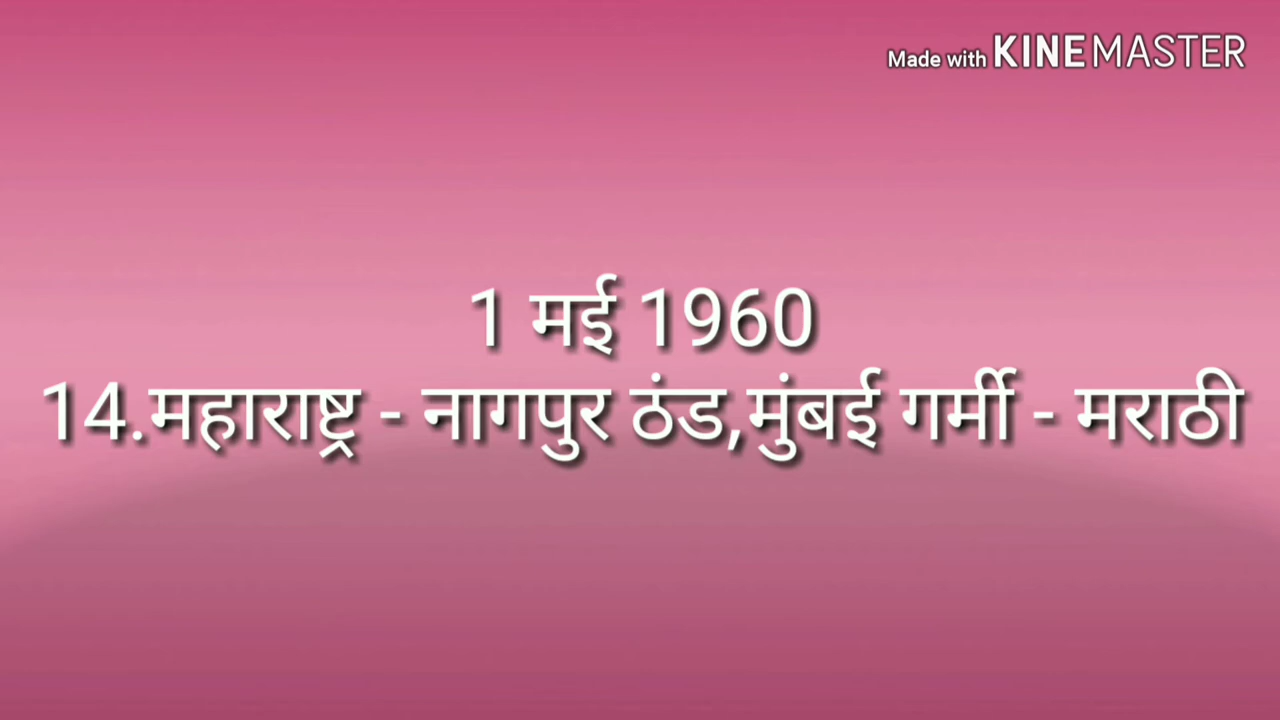 Made with KINEMASTER
1 मई 1960
14.महाराष्ट्र - नागपुर ठंड,मुंबई गर्मी - मराठी